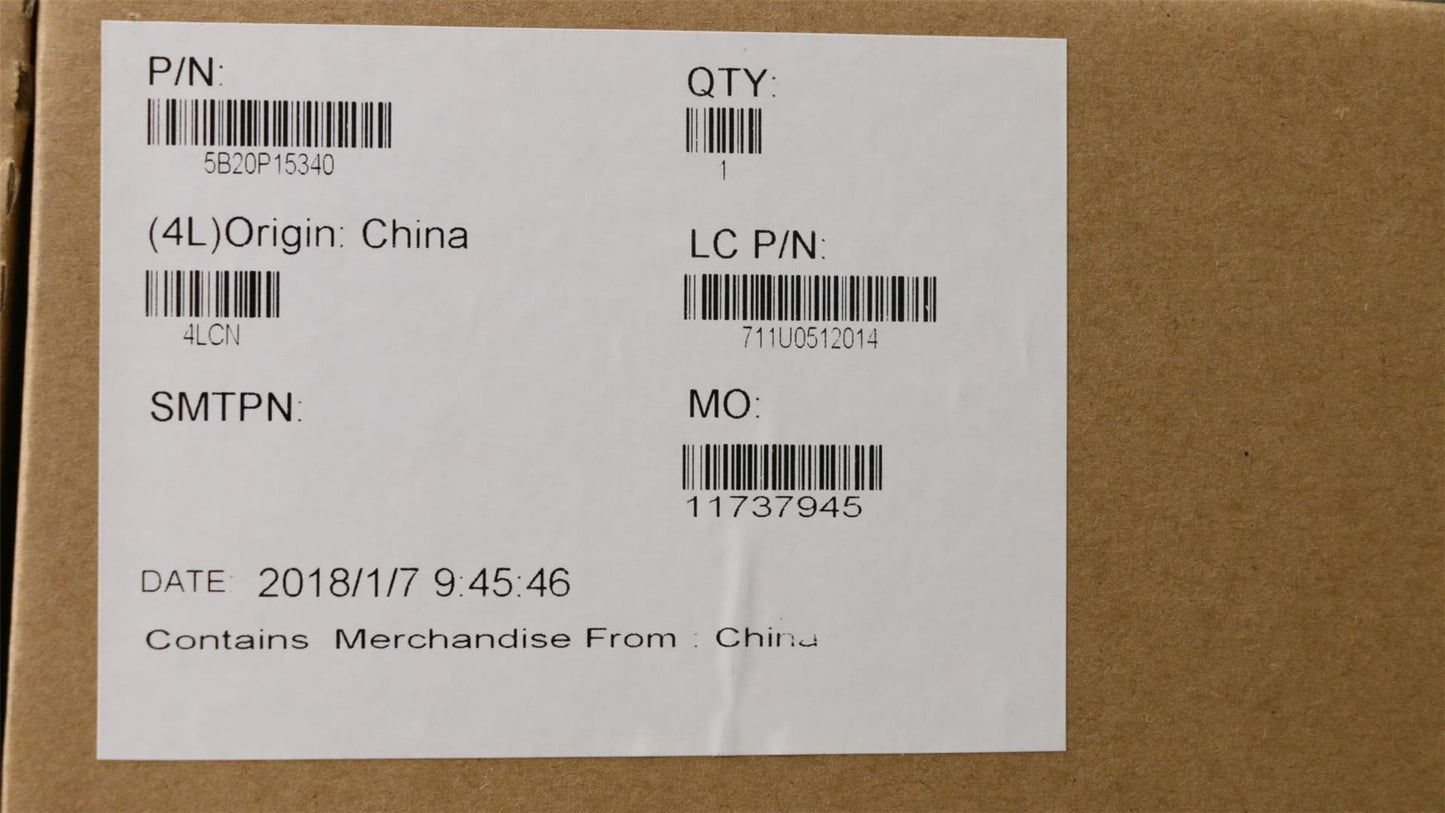 P/N:
5B20P15340
QTY:
1
(4L)Origin: China
4LCN
LC P/N:
711U0512014
SMTPN:
MO:
11737945
DATE: 2018/1/7 9:45:46
Contains Merchandise From : China